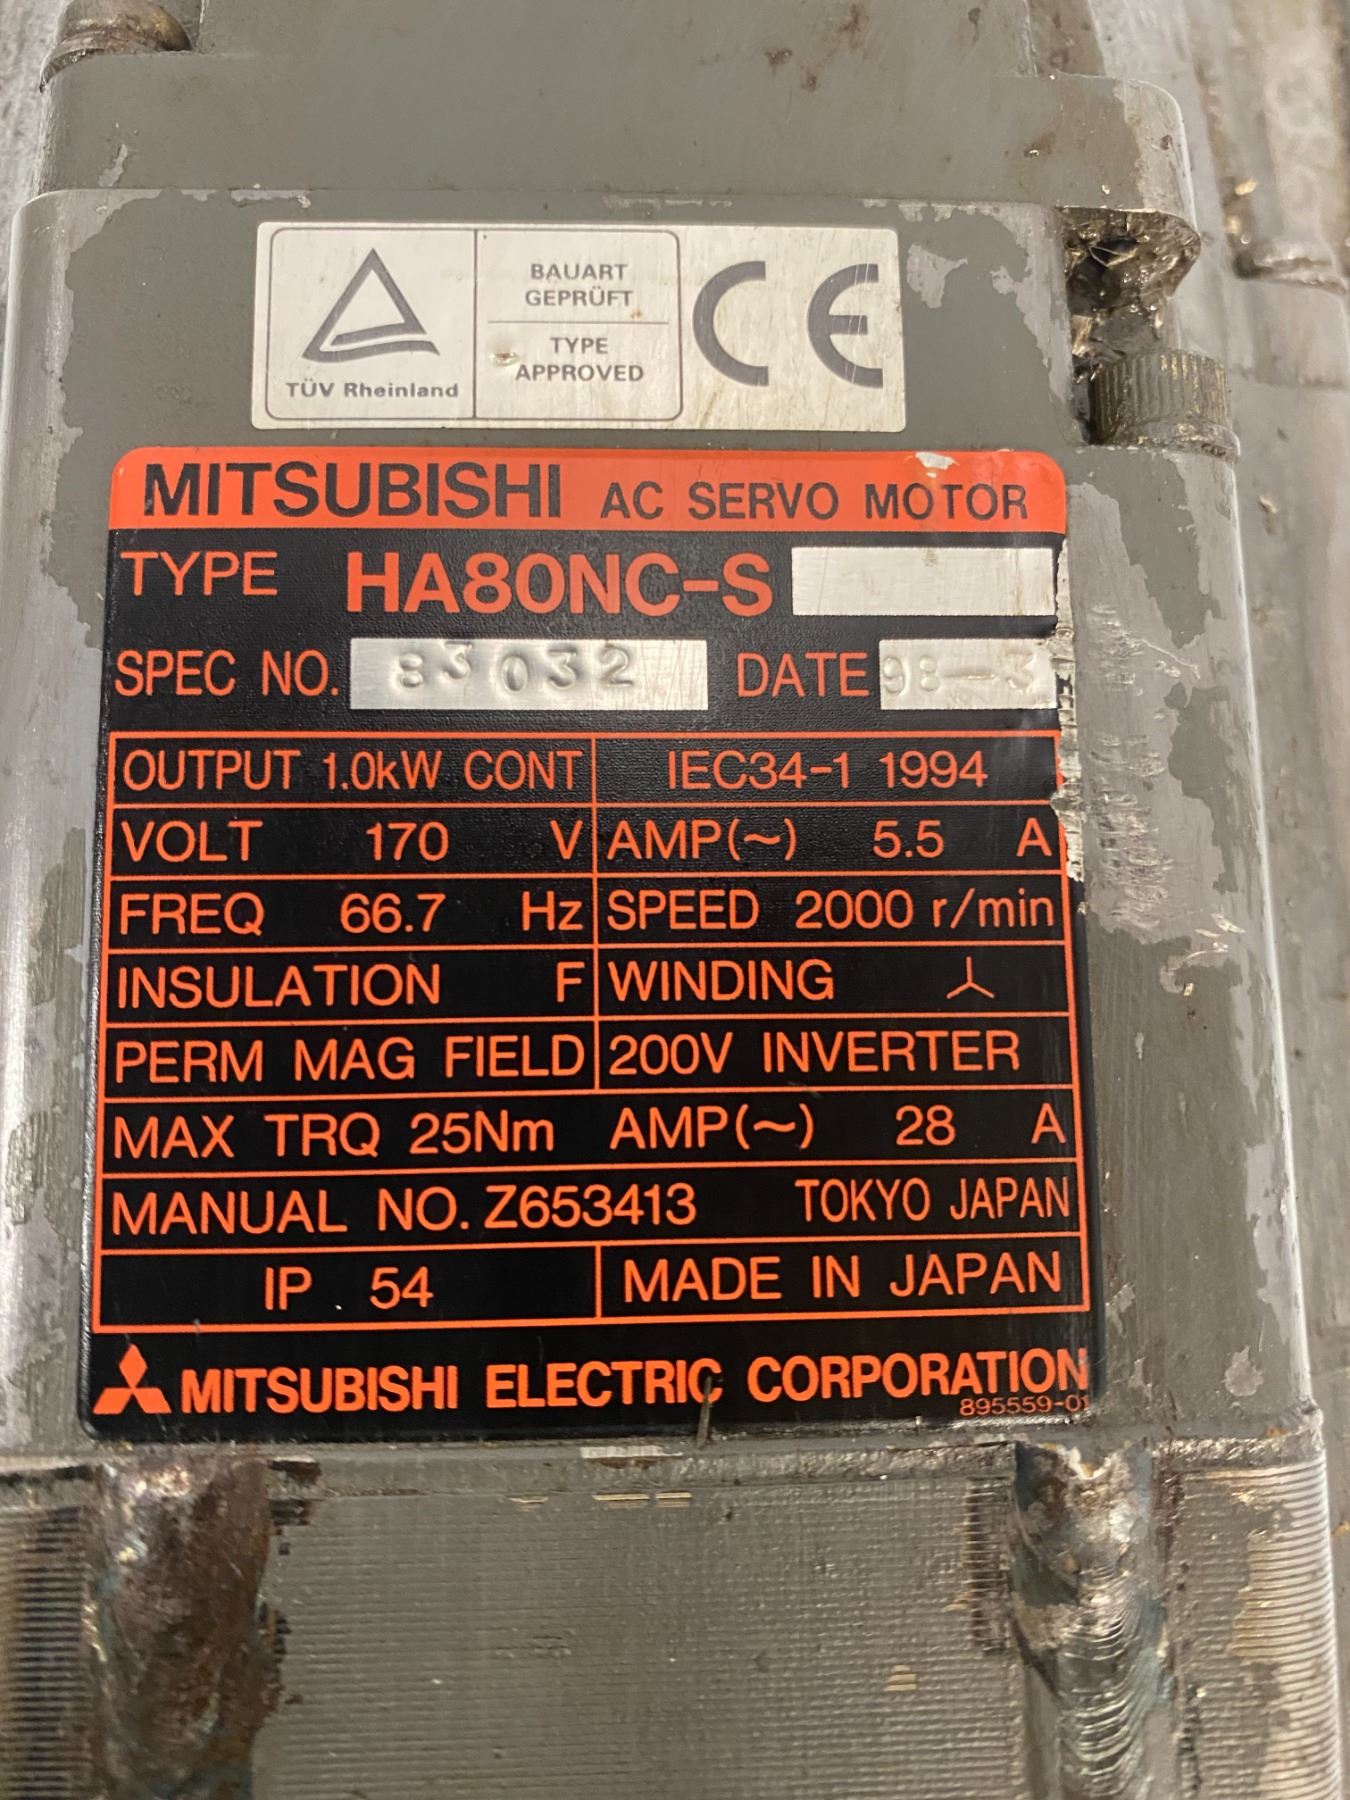 TÜV Rheinland
BAUART
GEPRÜFT
TYPE
APPROVED
CE
MITSUBISHI AC SERVO MOTOR
TYPE HA80NC-S
SPEC NO. 83032 DATE 98-3
OUTPUT 1.0kW CONT IEC34-1 1994
VOLT 170 V AMP(~) 5.5 A
FREQ 66.7 Hz SPEED 2000 r/min
INSULATION F WINDING
PERM MAG FIELD 200V INVERTER
MAX TRQ 25Nm AMP(~) 28 A
MANUAL NO. Z653413 TOKYO JAPAN
IP 54 MADE IN JAPAN
MITSUBISHI ELECTRIC CORPORATION
895559-01